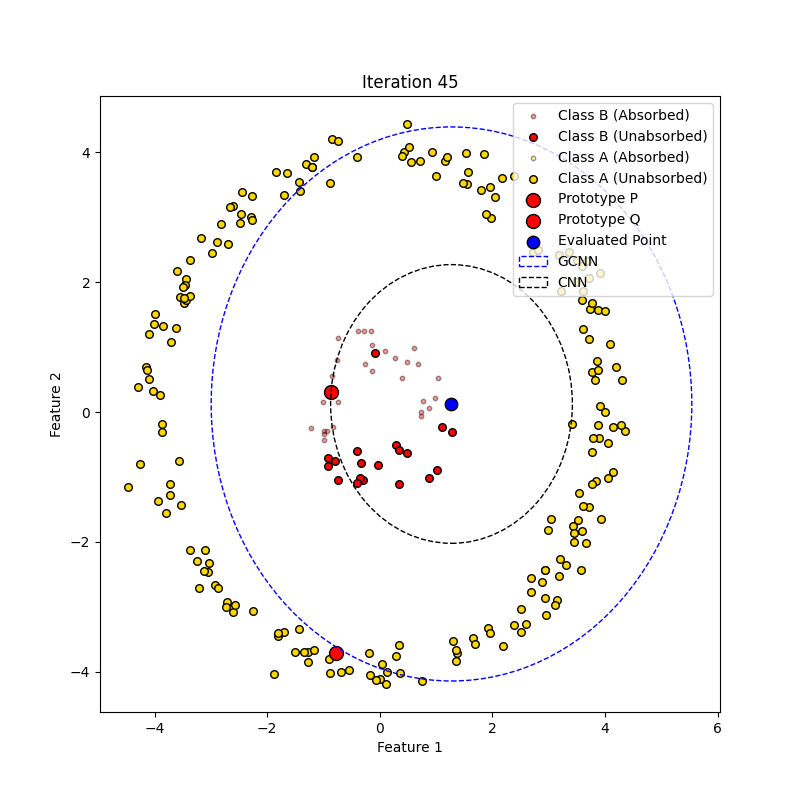 Iteration 45
Class B (Absorbed)
Class B (Unabsorbed)
Class A (Absorbed)
Class A (Unabsorbed)
Prototype P
Prototype Q
Evaluated Point
GCNN
CNN
4
2
0
−2
−4
Feature 2
−4
−2
0
2
4
6
Feature 1